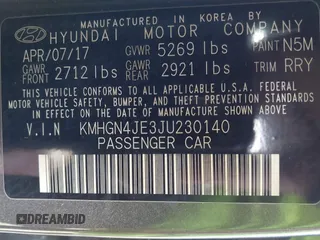 MANUFACTURED IN KOREA
HYUNDAI MOTOR COMPANY
APR/07/17 GVWR 5269 lbs PAINT N5M
GAWR FRONT 2712 lbs GAWR REAR 2921 lbs TRIM RRY
THIS VEHICLE CONFORMS TO ALL APPLICABLE U.S. FEDERAL MOTOR
VEHICLE SAFETY, BUMPER, AND THEFT PREVENTION STANDARDS
IN EFFECT ON THE DATE OF MANUFACTURE SHOWN ABOVE.
V.I.N KMHGN4JE3JU230140
PASSENGER CAR
DREAMBID